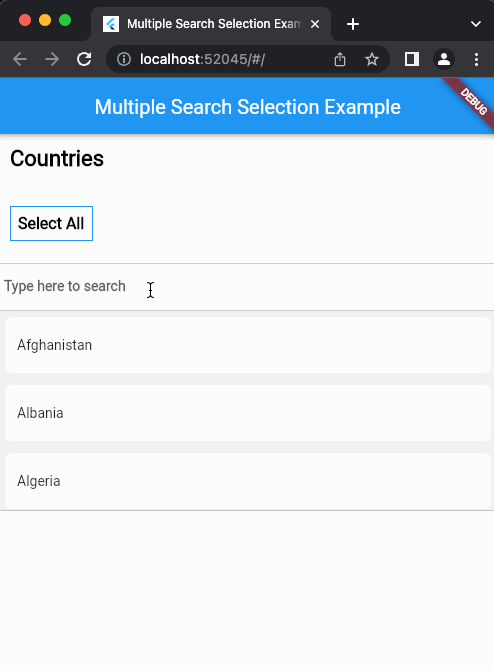 Multiple Search Selection Exam
localhost:52045/#/
Multiple Search Selection Example
DEBUG
Countries
Select All
Type here to search
Afghanistan
Albania
Algeria